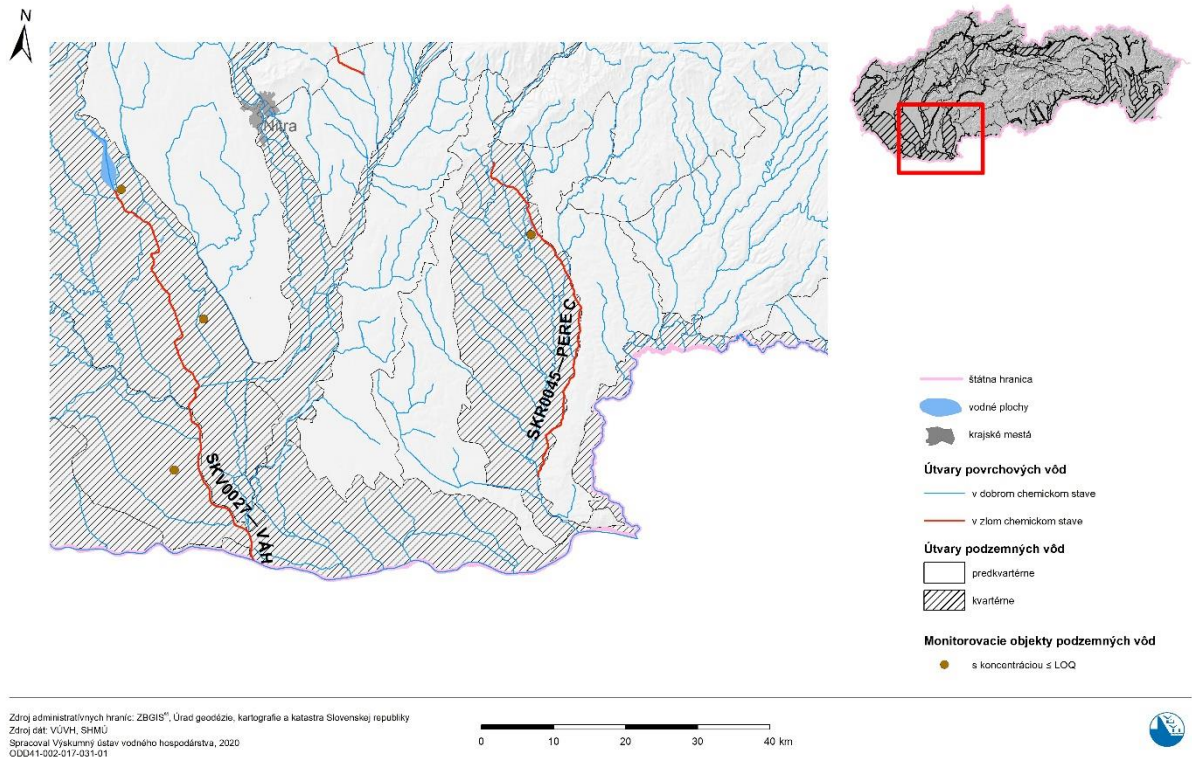 N
Nitra
SKV0027 – VÁH
SKR0045 – PEREC
štátna hranica
vodné plochy
krajské mestá
Útvary povrchových vôd
v dobrom chemickom stave
v zlom chemickom stave
Útvary podzemných vôd
predkvartérne
kvartérne
Monitorovacie objekty podzemných vôd
s koncentráciou ≤ LOQ
Zdroj administratívnych hraníc: ZBGIS®, Úrad geodézie, kartografie a katastra Slovenskej republiky
Zdroj dát: VÚVH, SHMÚ
Spracoval Výskumný ústav vodného hospodárstva, 2020
ODD41-002-017-031-01
0 10 20 30 40 km